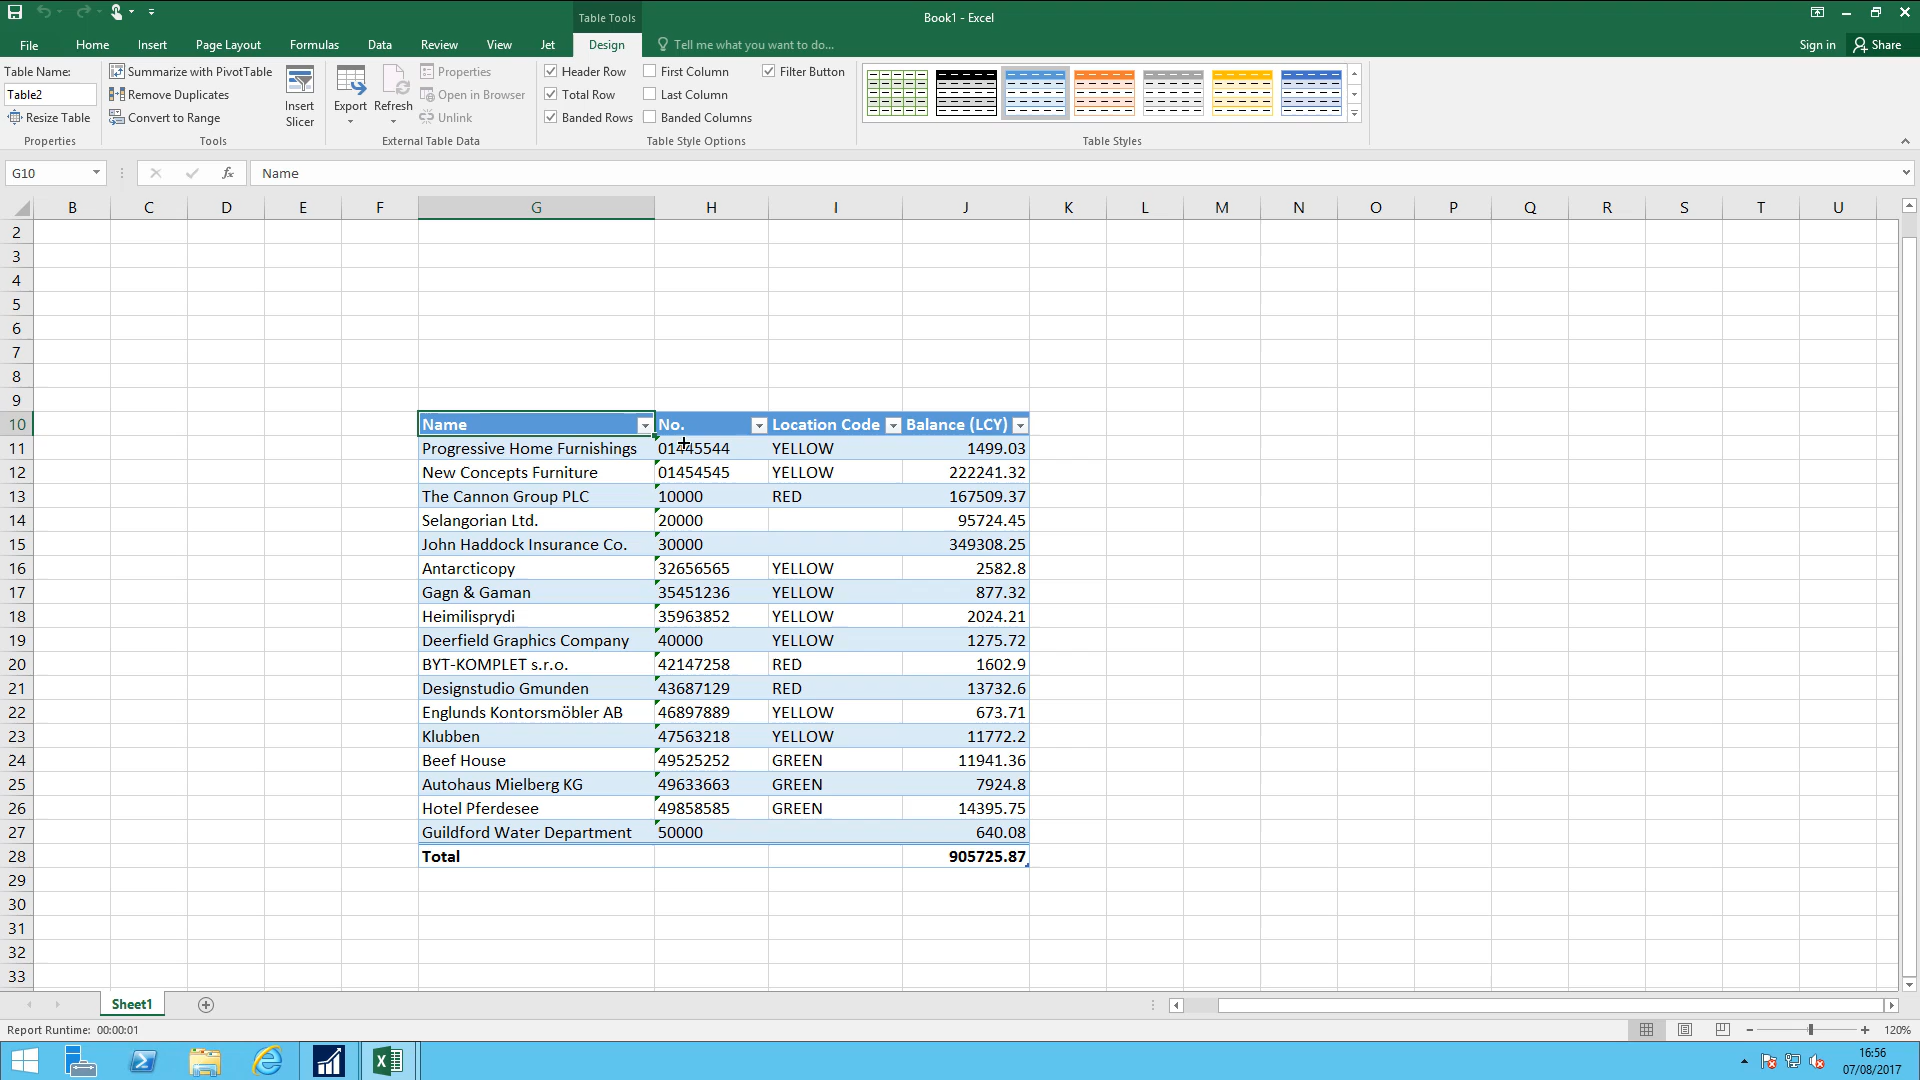 Table Tools
Book1 - Excel
File Home Insert Page Layout Formulas Data Review View Jet Design Tell me what you want to do... Sign in Share
Table Name: Summarize with PivotTable Properties Header Row First Column Filter Button
Table2 Remove Duplicates Insert Slicer Export Refresh Open in Browser Total Row Last Column
Resize Table Convert to Range Unlink Banded Rows Banded Columns
Properties Tools External Table Data Table Style Options Table Styles
G10 fx Name
B C D E F G H I J K L M N O P Q R S T U
2
3
4
5
6
7
8
9
10 Name No. Location Code Balance (LCY)
11 Progressive Home Furnishings 01445544 YELLOW 1499.03
12 New Concepts Furniture 01454545 YELLOW 222241.32
13 The Cannon Group PLC 10000 RED 167509.37
14 Selangorian Ltd. 20000 95724.45
15 John Haddock Insurance Co. 30000 349308.25
16 Antarcticopy 32656565 YELLOW 2582.8
17 Gagn & Gaman 35451236 YELLOW 877.32
18 Heimilisprydi 35963852 YELLOW 2024.21
19 Deerfield Graphics Company 40000 YELLOW 1275.72
20 BYT-KOMPLET s.r.o. 42147258 RED 1602.9
21 Designstudio Gmunden 43687129 RED 13732.6
22 Englunds Kontorsmöbler AB 46897889 YELLOW 673.71
23 Klubben 47563218 YELLOW 11772.2
24 Beef House 49525252 GREEN 11941.36
25 Autohaus Mielberg KG 49633663 GREEN 7924.8
26 Hotel Pferdesee 49858585 GREEN 14395.75
27 Guildford Water Department 50000 640.08
28 Total 905725.87
29
30
31
32
33
Sheet1
Report Runtime: 00:00:01 120%
16:56
07/08/2017